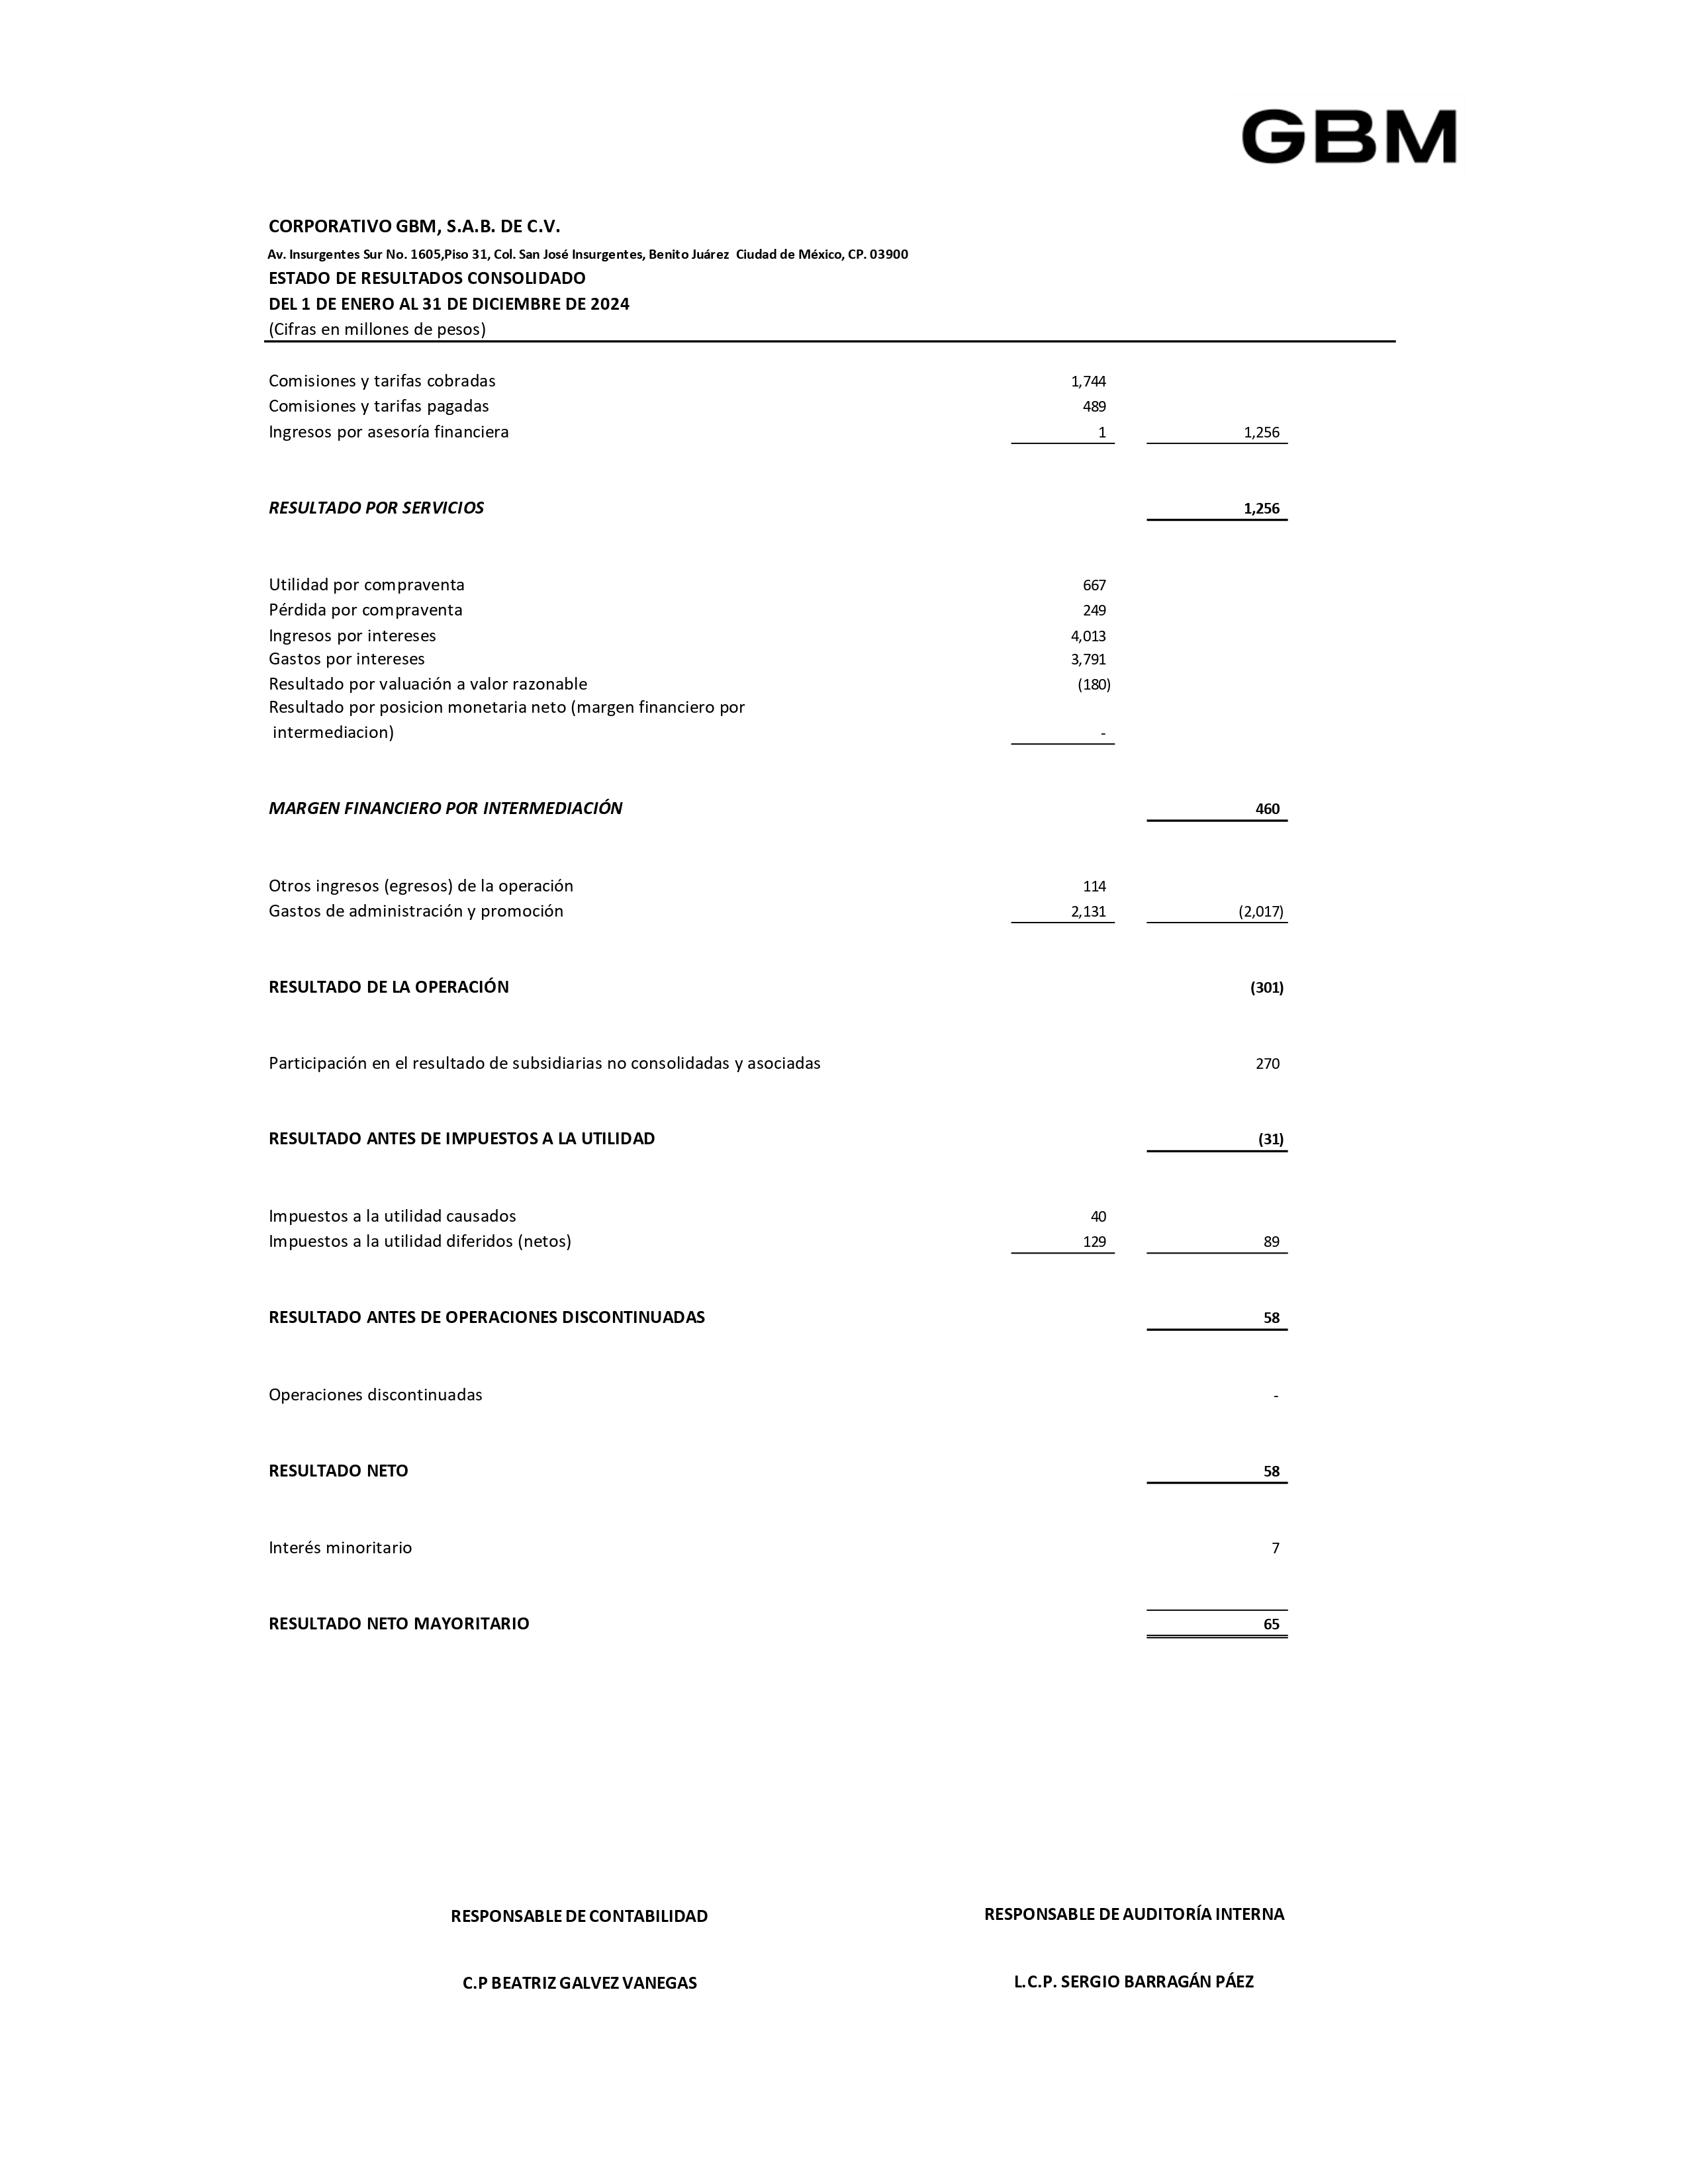 GBM
CORPORATIVO GBM, S.A.B. DE C.V.
Av. Insurgentes Sur No. 1605,Piso 31, Col. San José Insurgentes, Benito Juárez  Ciudad de México, CP. 03900
ESTADO DE RESULTADOS CONSOLIDADO
DEL 1 DE ENERO AL 31 DE DICIEMBRE DE 2024
(Cifras en millones de pesos)
Comisiones y tarifas cobradas 1,744
Comisiones y tarifas pagadas 489
Ingresos por asesoría financiera 1 1,256
RESULTADO POR SERVICIOS 1,256
Utilidad por compraventa 667
Pérdida por compraventa 249
Ingresos por intereses 4,013
Gastos por intereses 3,791
Resultado por valuación a valor razonable (180)
Resultado por posicion monetaria neto (margen financiero por
intermediacion) -
MARGEN FINANCIERO POR INTERMEDIACIÓN 460
Otros ingresos (egresos) de la operación 114
Gastos de administración y promoción 2,131 (2,017)
RESULTADO DE LA OPERACIÓN (301)
Participación en el resultado de subsidiarias no consolidadas y asociadas 270
RESULTADO ANTES DE IMPUESTOS A LA UTILIDAD (31)
Impuestos a la utilidad causados 40
Impuestos a la utilidad diferidos (netos) 129 89
RESULTADO ANTES DE OPERACIONES DISCONTINUADAS 58
Operaciones discontinuadas -
RESULTADO NETO 58
Interés minoritario 7
RESULTADO NETO MAYORITARIO 65
RESPONSABLE DE CONTABILIDAD RESPONSABLE DE AUDITORÍA INTERNA
C.P BEATRIZ GALVEZ VANEGAS L.C.P. SERGIO BARRAGÁN PÁEZ